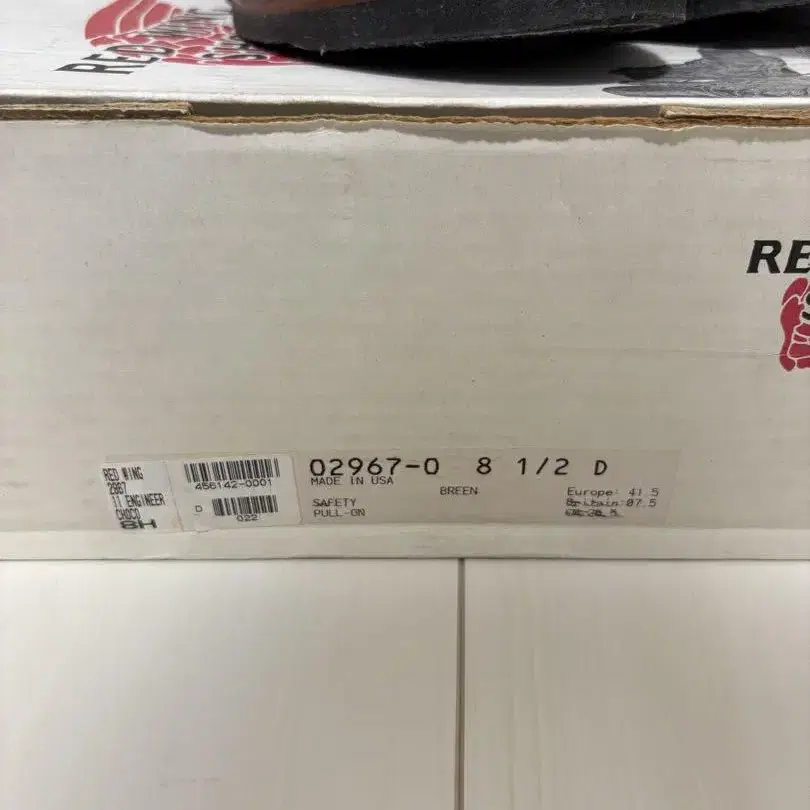 RED
RE
RED WING
2967
11 ENGINEER
CHOCO
8H
456142-0001
D
022
02967-0 8 1/2 D
MADE IN USA
BREEN
SAFETY
PULL-ON
Europe: 41.5
Britain:07.5